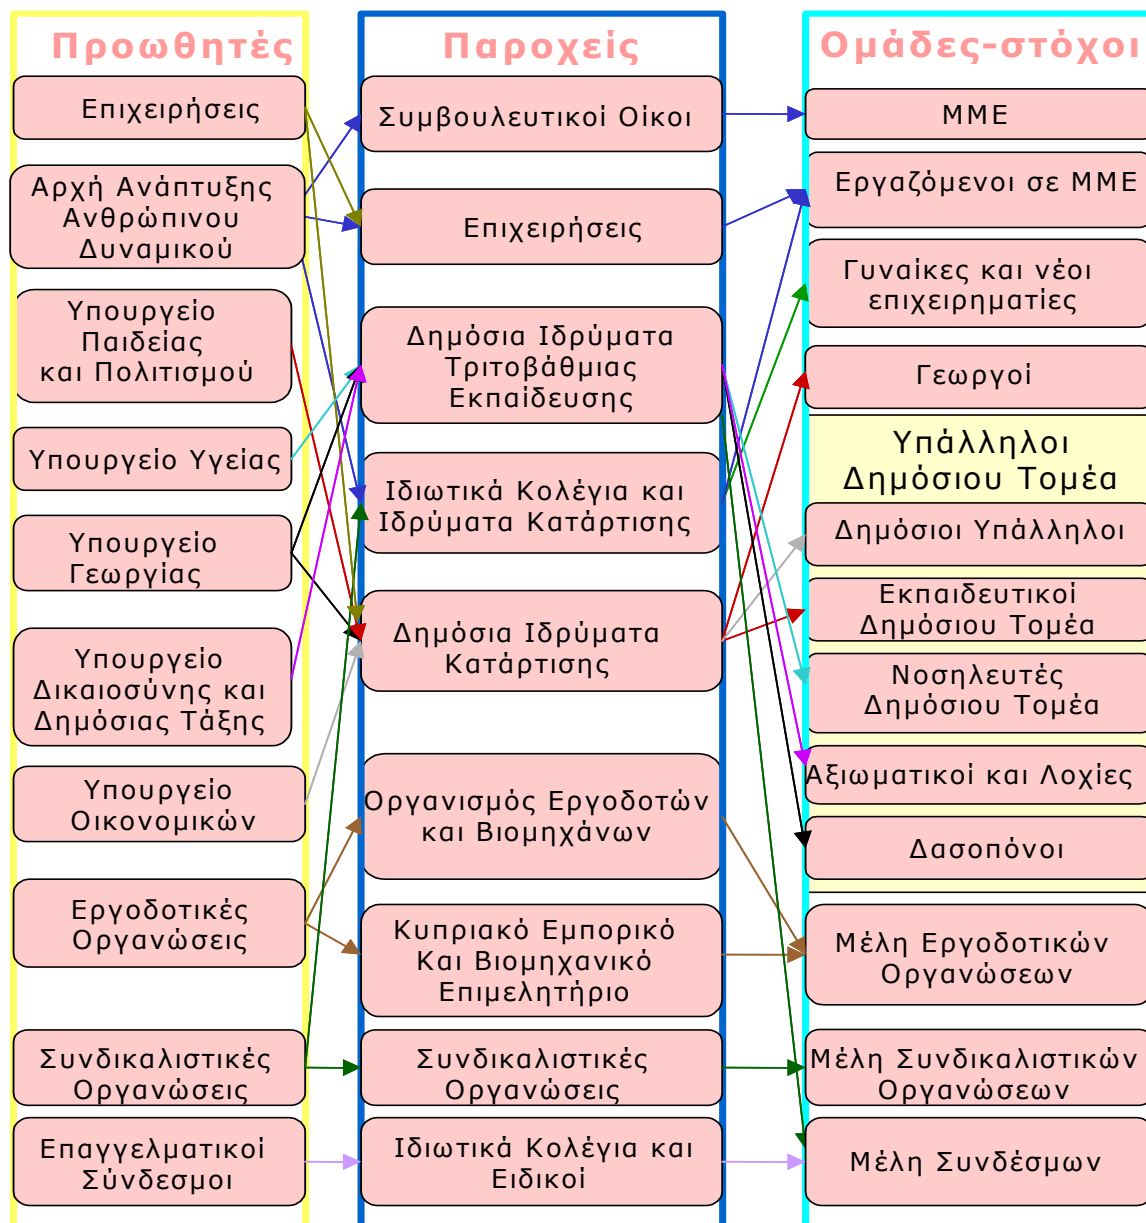 Προωθητές
Επιχειρήσεις
Αρχή Ανάπτυξης
Ανθρώπινου
Δυναμικού
Υπουργείο
Παιδείας
και Πολιτισμού
Υπουργείο Υγείας
Υπουργείο
Γεωργίας
Υπουργείο
Δικαιοσύνης και
Δημόσιας Τάξης
Υπουργείο
Οικονομικών
Εργοδοτικές
Οργανώσεις
Συνδικαλιστικές
Οργανώσεις
Επαγγελματικοί
Σύνδεσμοι
Παροχείς
Συμβουλευτικοί Οίκοι
Επιχειρήσεις
Δημόσια Ιδρύματα
Τριτοβάθμιας
Εκπαίδευσης
Ιδιωτικά Κολέγια και
Ιδρύματα Κατάρτισης
Δημόσια Ιδρύματα
Κατάρτισης
Οργανισμός Εργοδοτών
και Βιομηχάνων
Κυπριακό Εμπορικό
Και Βιομηχανικό
Επιμελητήριο
Συνδικαλιστικές
Οργανώσεις
Ιδιωτικά Κολέγια και
Ειδικοί
Ομάδες-στόχοι
ΜΜΕ
Εργαζόμενοι σε ΜΜΕ
Γυναίκες και νέοι
επιχειρηματίες
Γεωργοί
Υπάλληλοι
Δημόσιου Τομέα
Δημόσιοι Υπάλληλοι
Εκπαιδευτικοί
Δημόσιου Τομέα
Νοσηλευτές
Δημόσιου Τομέα
Αξιωματικοί και Λοχίες
Δασοπόνοι
Μέλη Εργοδοτικών
Οργανώσεων
Μέλη Συνδικαλιστικών
Οργανώσεων
Μέλη Συνδέσμων